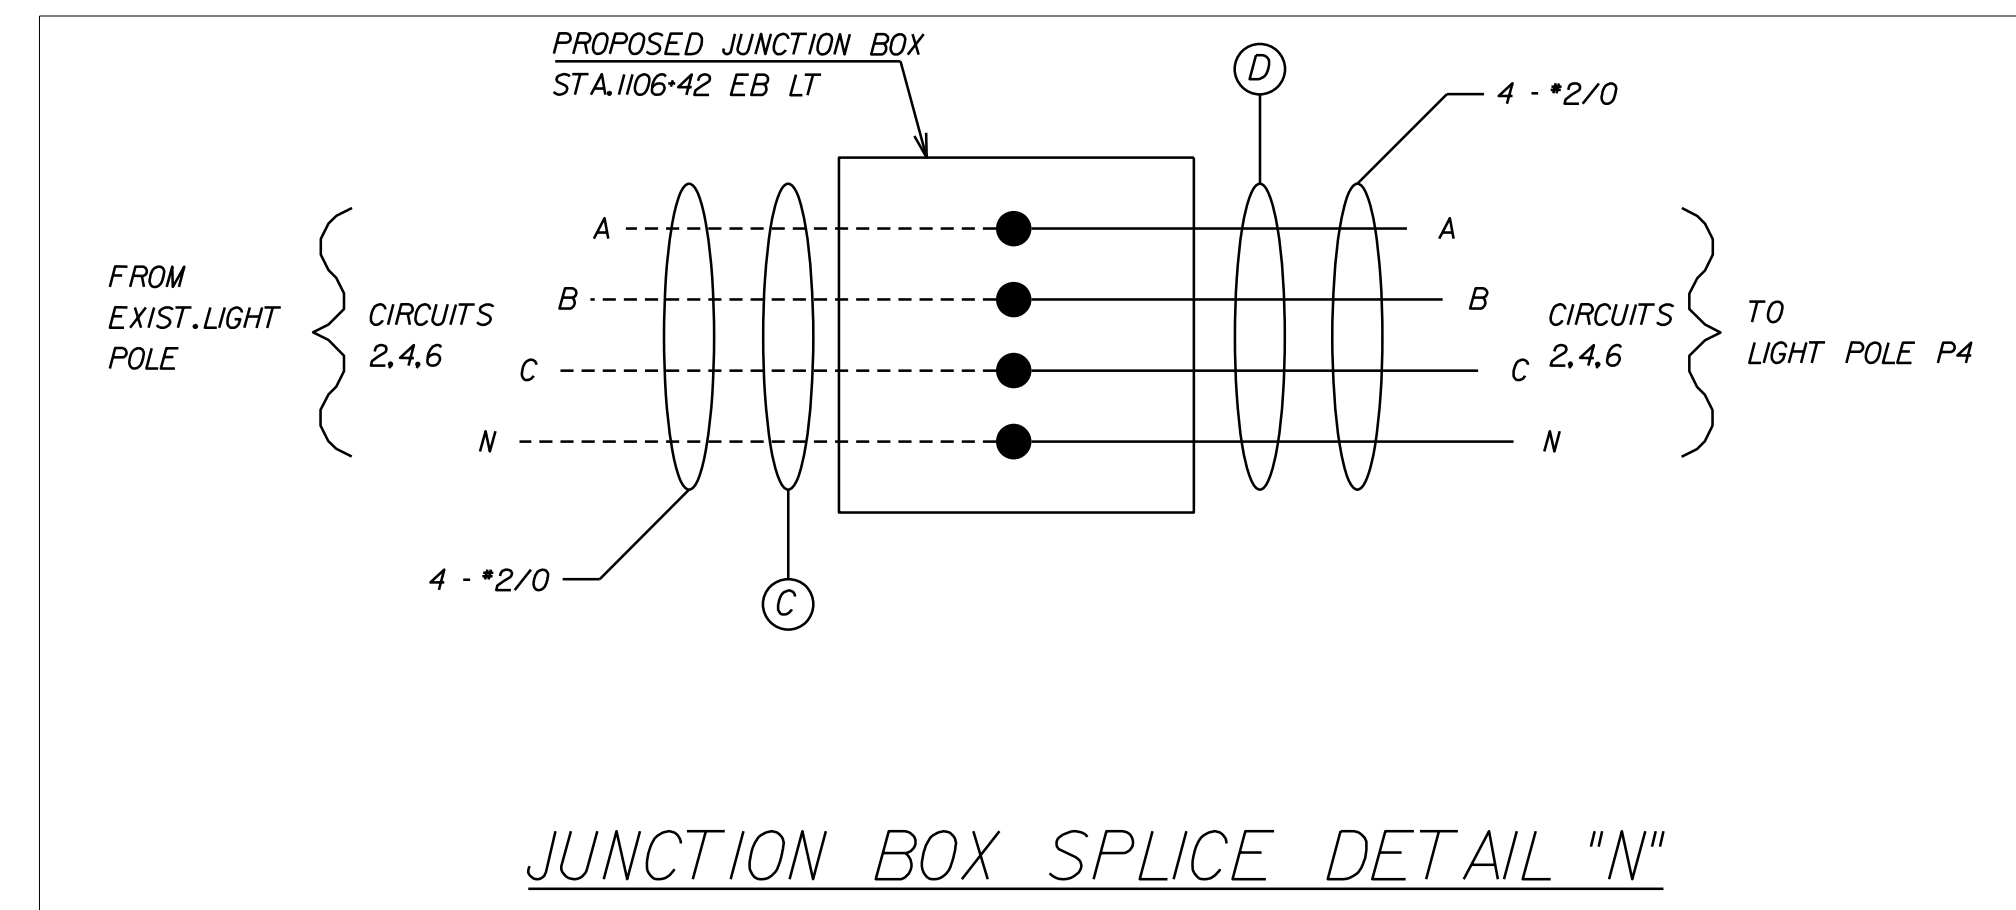 PROPOSED JUNCTION BOX
STA.1106+42 EB LT
D
4 - #2/0
A
A
B
B
FROM
EXIST.LIGHT
POLE
CIRCUITS
2,4,6
C
C
CIRCUITS
2,4,6
TO
LIGHT POLE P4
N
N
4 - #2/0
C
JUNCTION BOX SPLICE DETAIL "N"